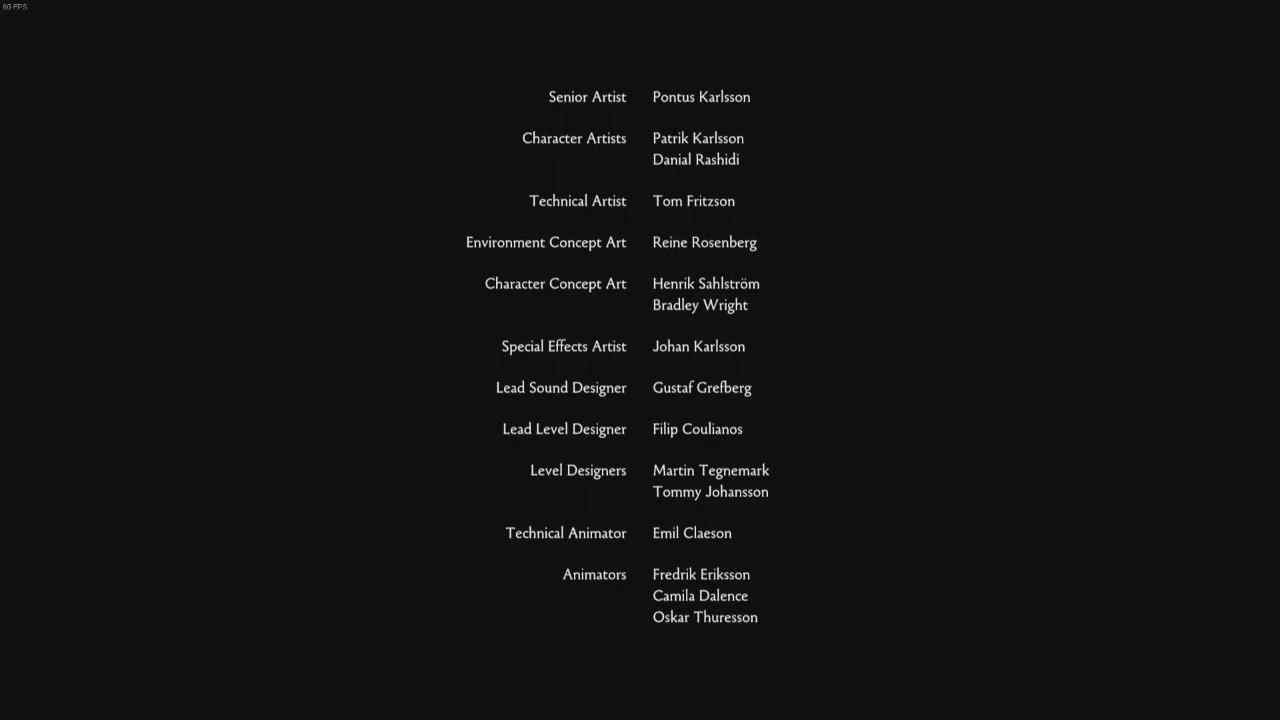 60 FPS
Senior Artist Pontus Karlsson
Character Artists Patrik Karlsson
Danial Rashidi
Technical Artist Tom Fritzson
Environment Concept Art Reine Rosenberg
Character Concept Art Henrik Sahlström
Bradley Wright
Special Effects Artist Johan Karlsson
Lead Sound Designer Gustaf Grefberg
Lead Level Designer Filip Coulianos
Level Designers Martin Tegnemark
Tommy Johansson
Technical Animator Emil Claeson
Animators Fredrik Eriksson
Camila Dalence
Oskar Thuresson